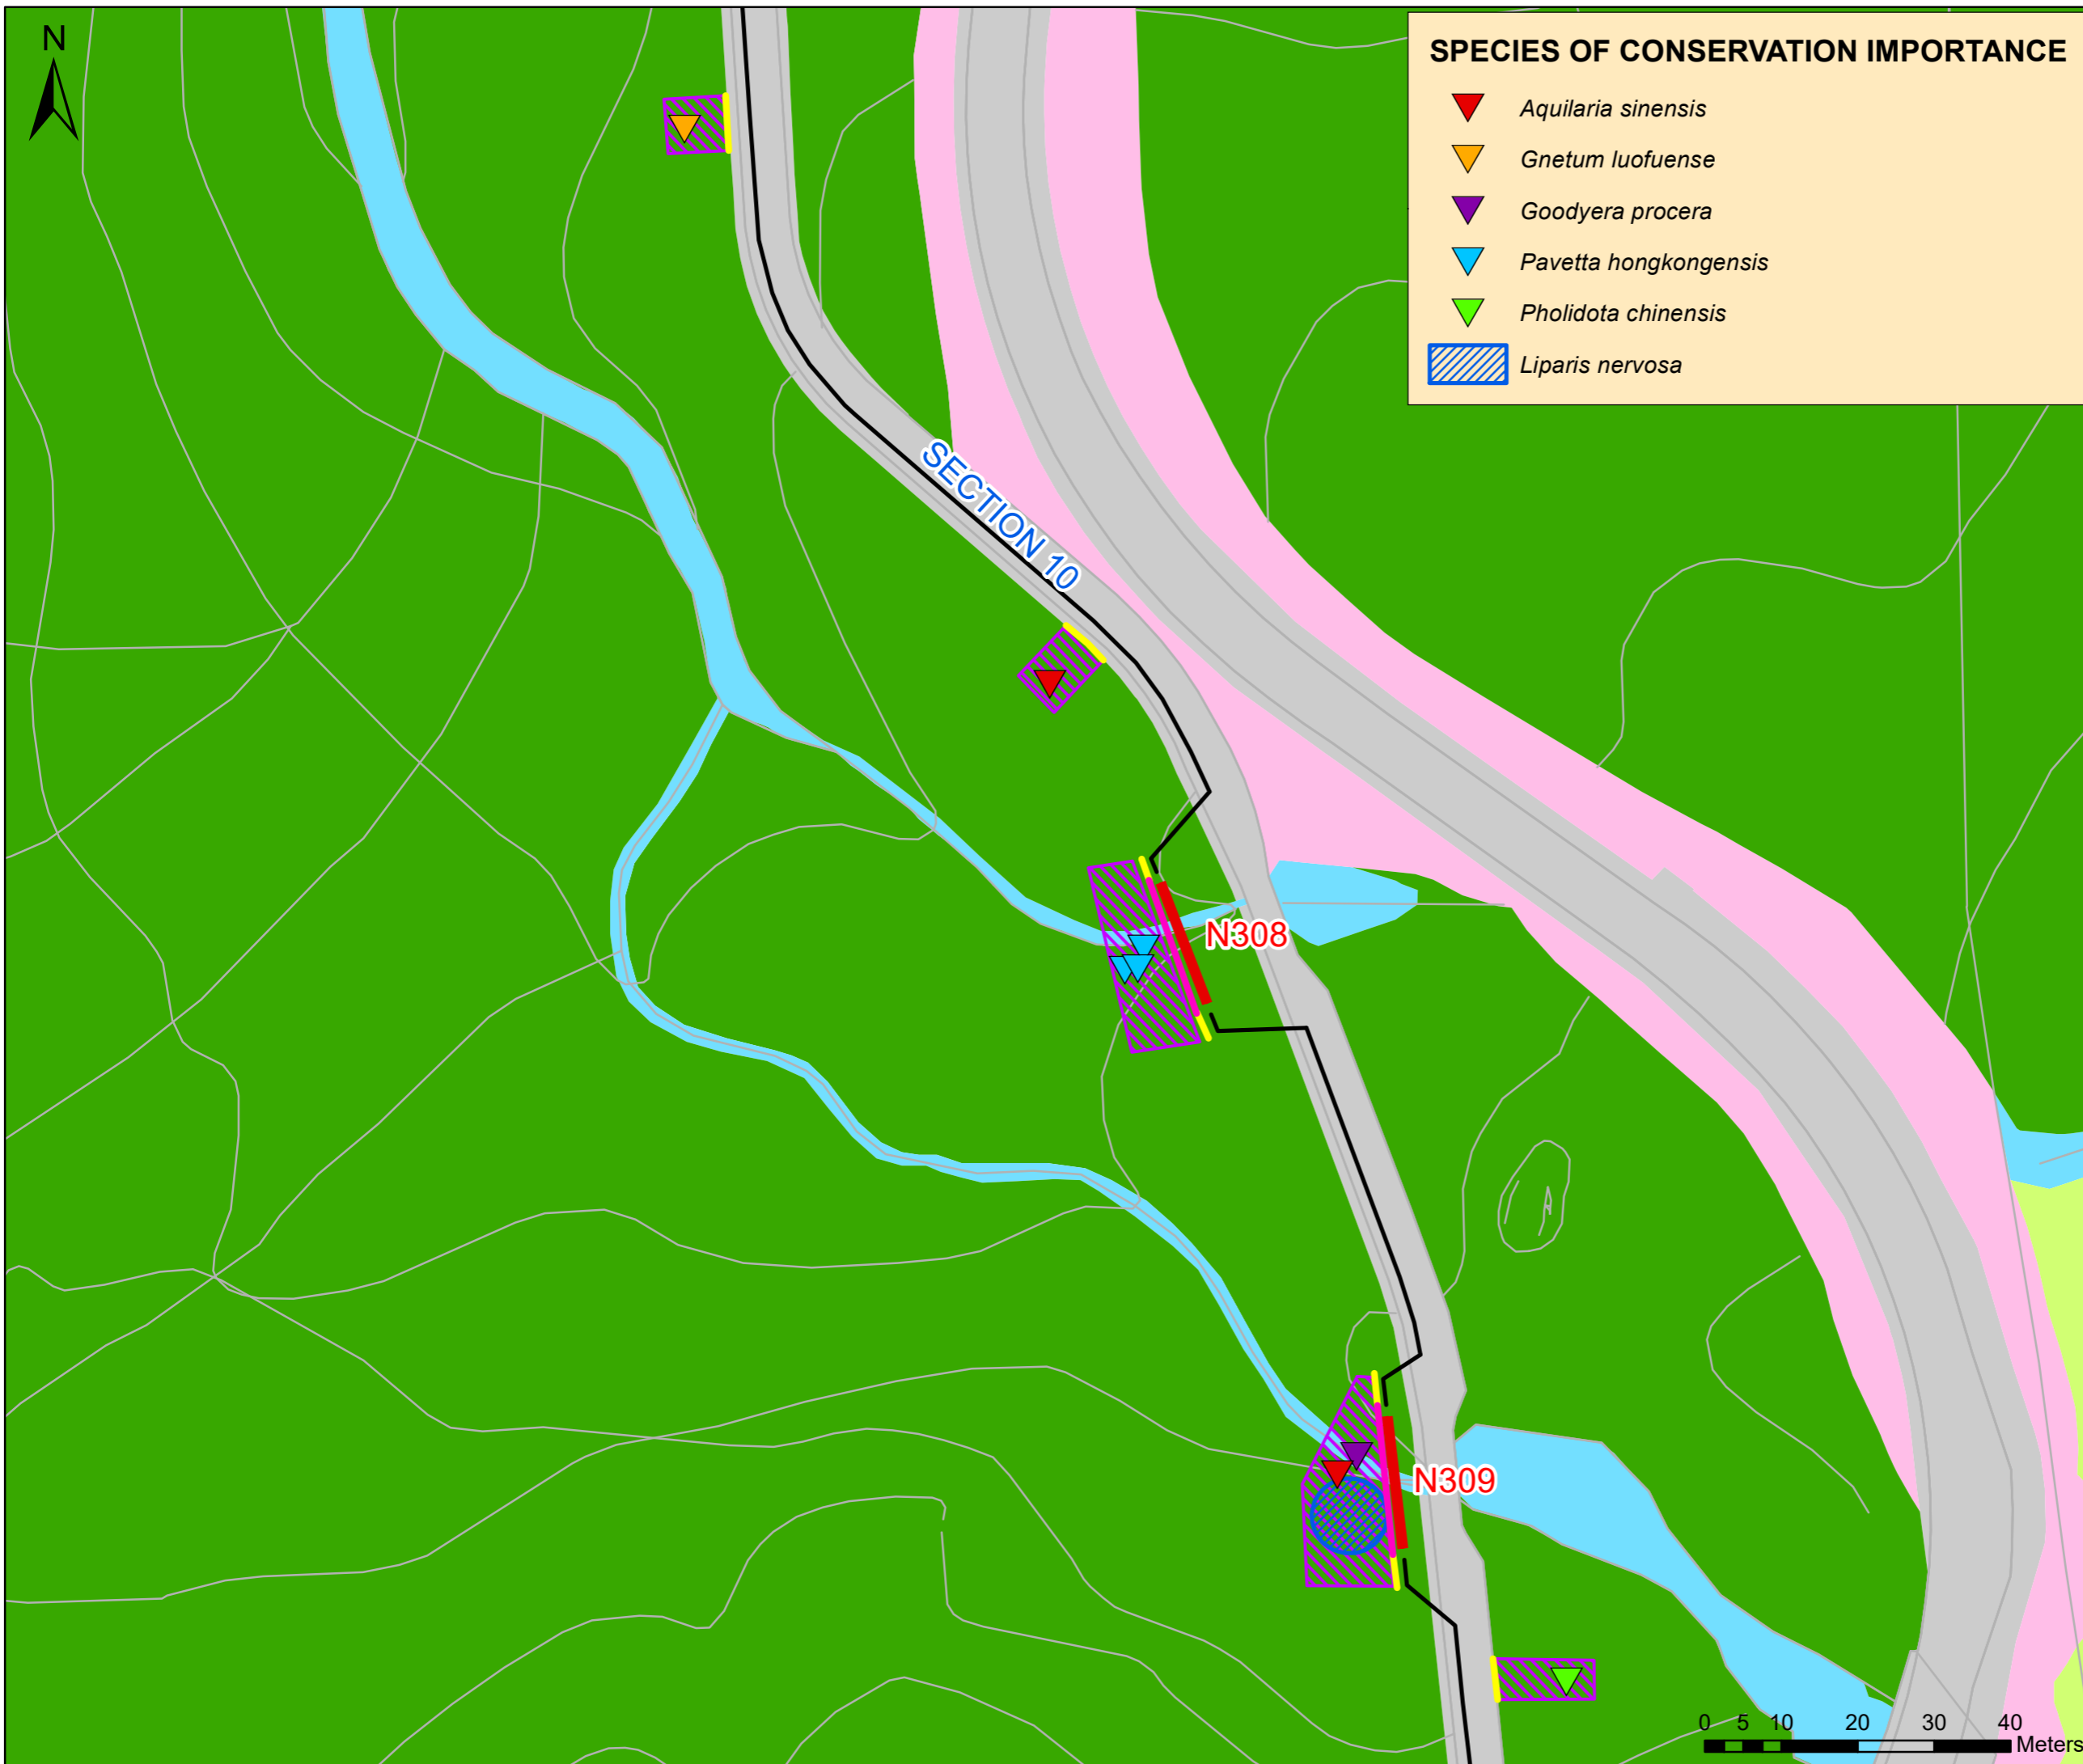 N
SPECIES OF CONSERVATION IMPORTANCE
Aquilaria sinensis
Gnetum luofuense
Goodyera procera
Pavetta hongkongensis
Pholidota chinensis
Liparis nervosa
SECTION 10
N308
N309
0 5 10 20 30 40
Meters